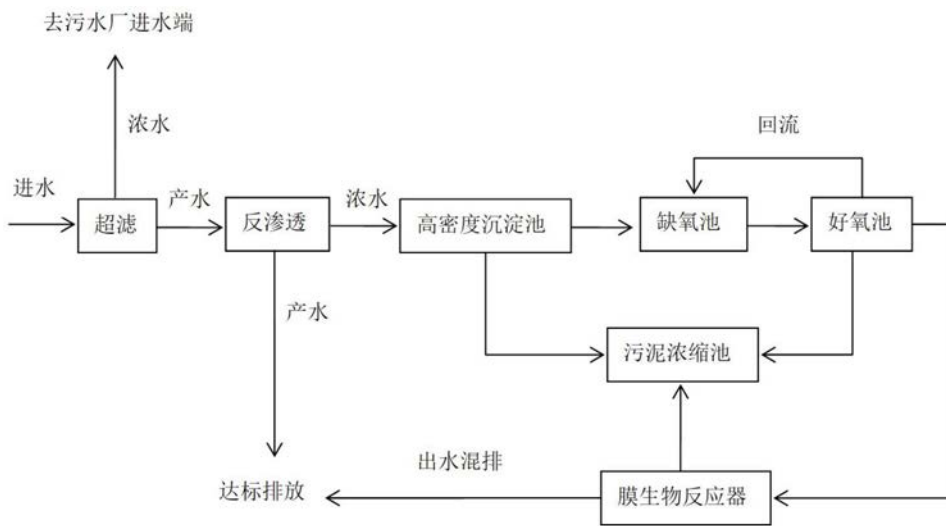 去污水厂进水端
浓水
回流
进水
产水
浓水
超滤
反渗透
高密度沉淀池
缺氧池
好氧池
产水
污泥浓缩池
出水混排
达标排放
膜生物反应器